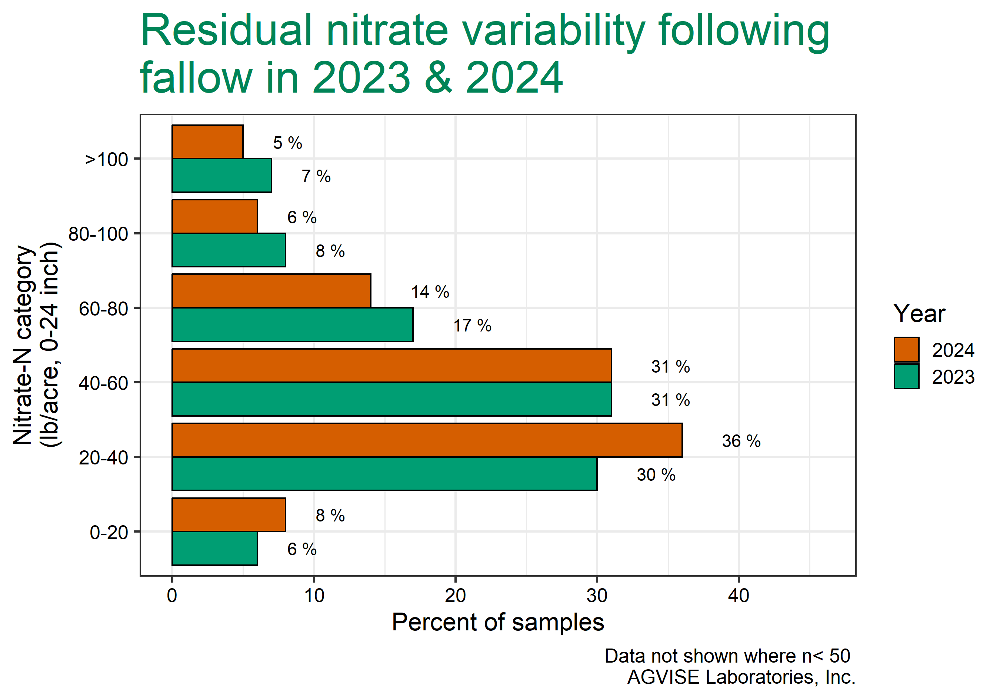 Residual nitrate variability following
fallow in 2023 & 2024
Nitrate-N category
(lb/acre, 0-24 inch)
>100
5 %
7 %
80-100
6 %
8 %
60-80
14 %
17 %
40-60
31 %
31 %
20-40
36 %
30 %
0-20
8 %
6 %
0 10 20 30 40
Percent of samples
Year
2024
2023
Data not shown where n< 50
AGVISE Laboratories, Inc.